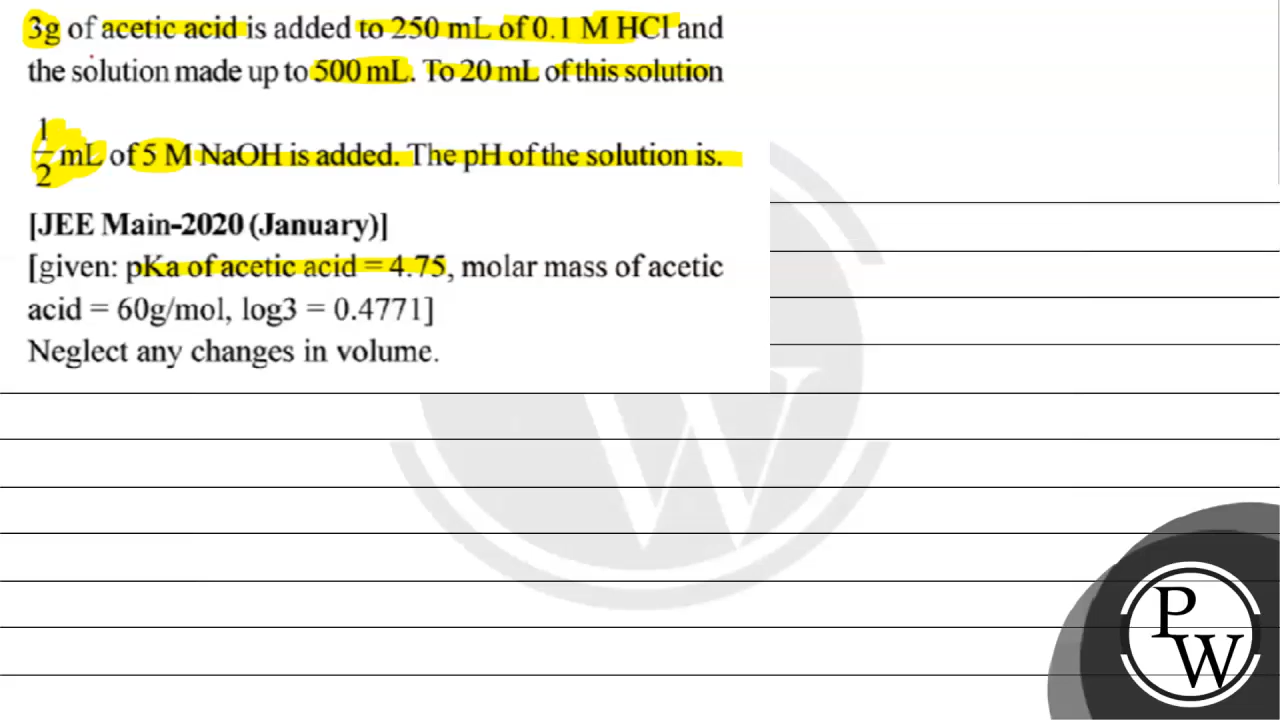 3g of acetic acid is added to 250 mL of 0.1 M HCl and
the solution made up to 500 mL. To 20 mL of this solution
1/2 mL of 5 M NaOH is added. The pH of the solution is.
[JEE Main-2020 (January)]
[given: pKa of acetic acid = 4.75, molar mass of acetic
acid = 60g/mol, log3 = 0.4771]
Neglect any changes in volume.
W
P
W